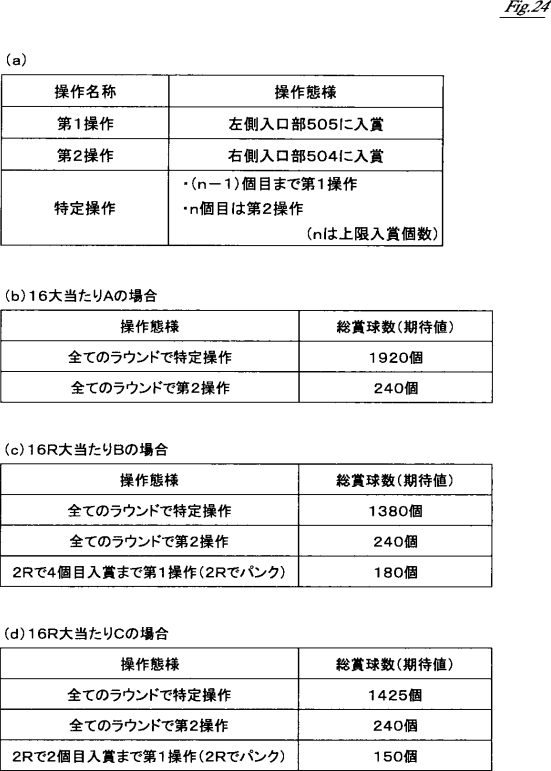 Fig.24
(a)
操作名称 操作態様
第1操作 左側入口部505に入賞
第2操作 右側入口部504に入賞
特定操作 ・(n－1)個目まで第1操作
・n個目は第2操作
(nは上限入賞個数)
(b)16大当たりAの場合
操作態様 総賞球数(期待値)
全てのラウンドで特定操作 1920個
全てのラウンドで第2操作 240個
(c)16R大当たりBの場合
操作態様 総賞球数(期待値)
全てのラウンドで特定操作 1380個
全てのラウンドで第2操作 240個
2Rで4個目入賞まで第1操作(2Rでパンク) 180個
(d)16R大当たりCの場合
操作態様 総賞球数(期待値)
全てのラウンドで特定操作 1425個
全てのラウンドで第2操作 240個
2Rで2個目入賞まで第1操作(2Rでパンク) 150個